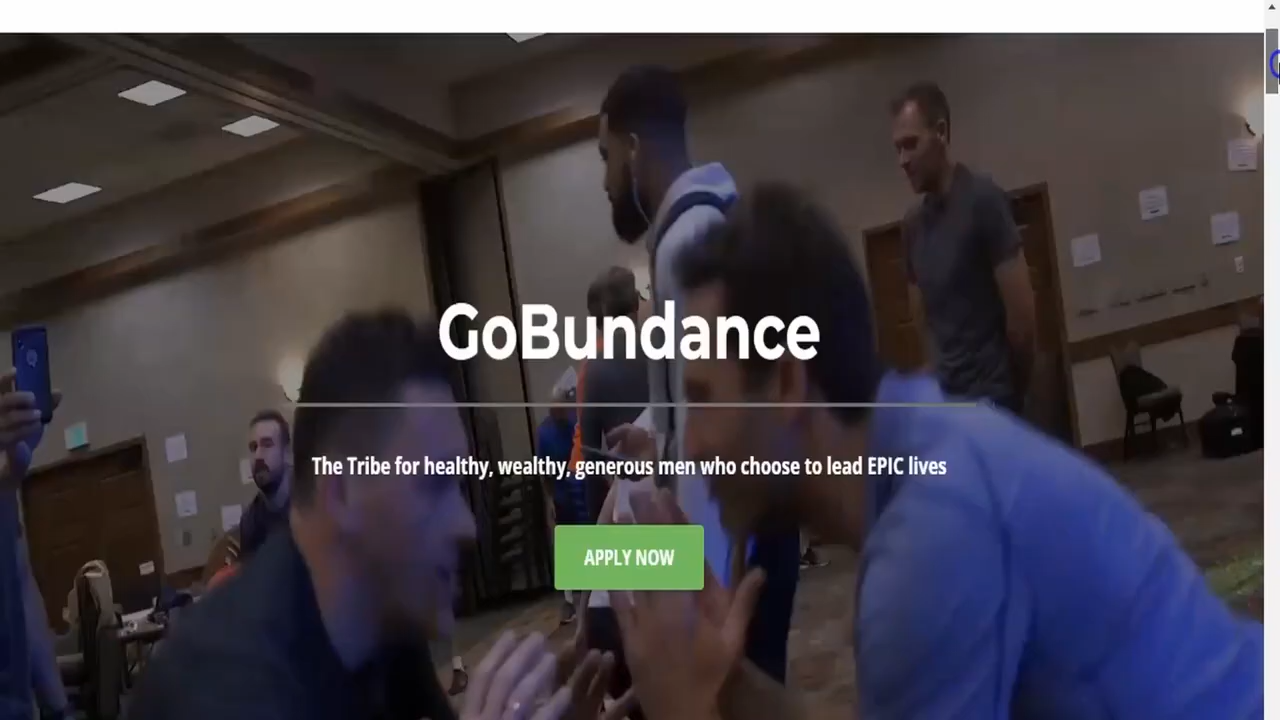 GoBundance
The Tribe for healthy, wealthy, generous men who choose to lead EPIC lives
APPLY NOW